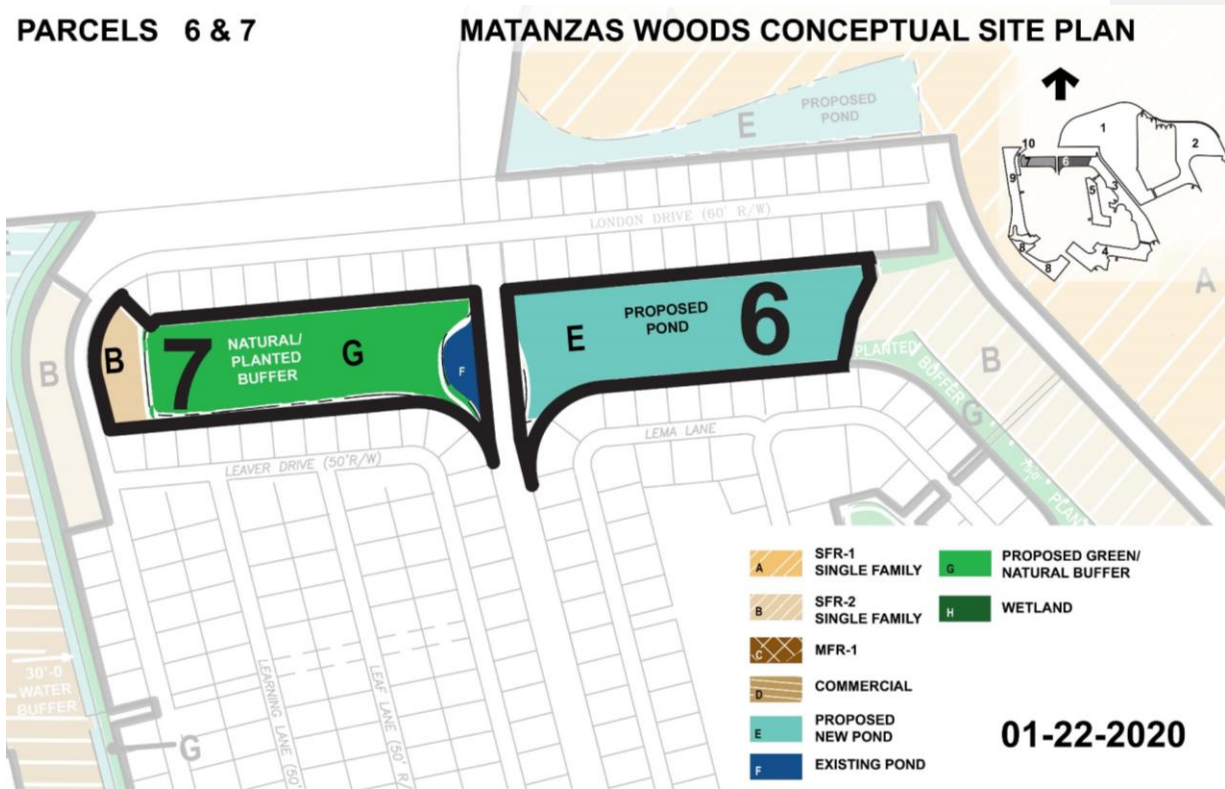 PARCELS 6 & 7
MATANZAS WOODS CONCEPTUAL SITE PLAN
E
PROPOSED
POND
1
2
10
7
6
9
5
3
8
4
8
LONDON DRIVE (60' R/W)
A
B
B
7
NATURAL/
PLANTED
BUFFER
G
F
E
PROPOSED
POND
6
PLANTED
BUFFER
B
G
LEAVER DRIVE (50'R/W)
LEMA LANE
30'-0
WATER
BUFFER
LEARNING LANE (50'
LEAF LANE (50' R/
G
A
SFR-1
SINGLE FAMILY
B
SFR-2
SINGLE FAMILY
C
MFR-1
D
COMMERCIAL
E
PROPOSED
NEW POND
F
EXISTING POND
G
PROPOSED GREEN/
NATURAL BUFFER
H
WETLAND
01-22-2020